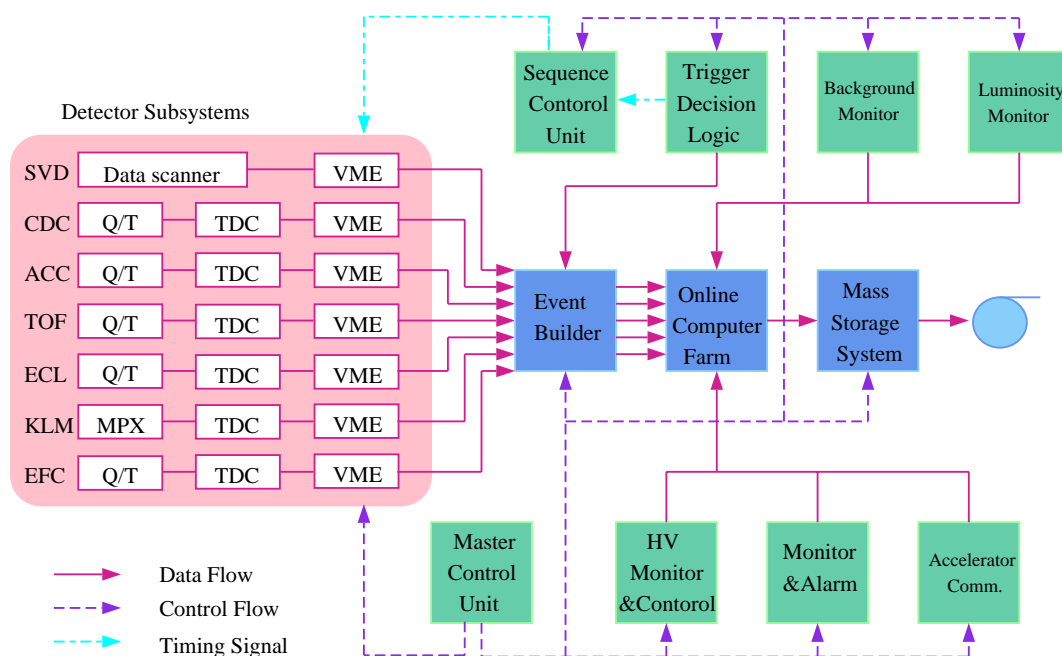 Sequence
Contorol
Unit
Trigger
Decision
Logic
Background
Monitor
Luminosity
Monitor
Detector Subsystems
SVD
Data scanner
VME
CDC
Q/T
TDC
VME
ACC
Q/T
TDC
VME
TOF
Q/T
TDC
VME
ECL
Q/T
TDC
VME
KLM
MPX
TDC
VME
EFC
Q/T
TDC
VME
Event
Builder
Online
Computer
Farm
Mass
Storage
System
Master
Control
Unit
HV
Monitor
&Contorol
Monitor
&Alarm
Accelerator
Comm.
Data Flow
Control Flow
Timing Signal